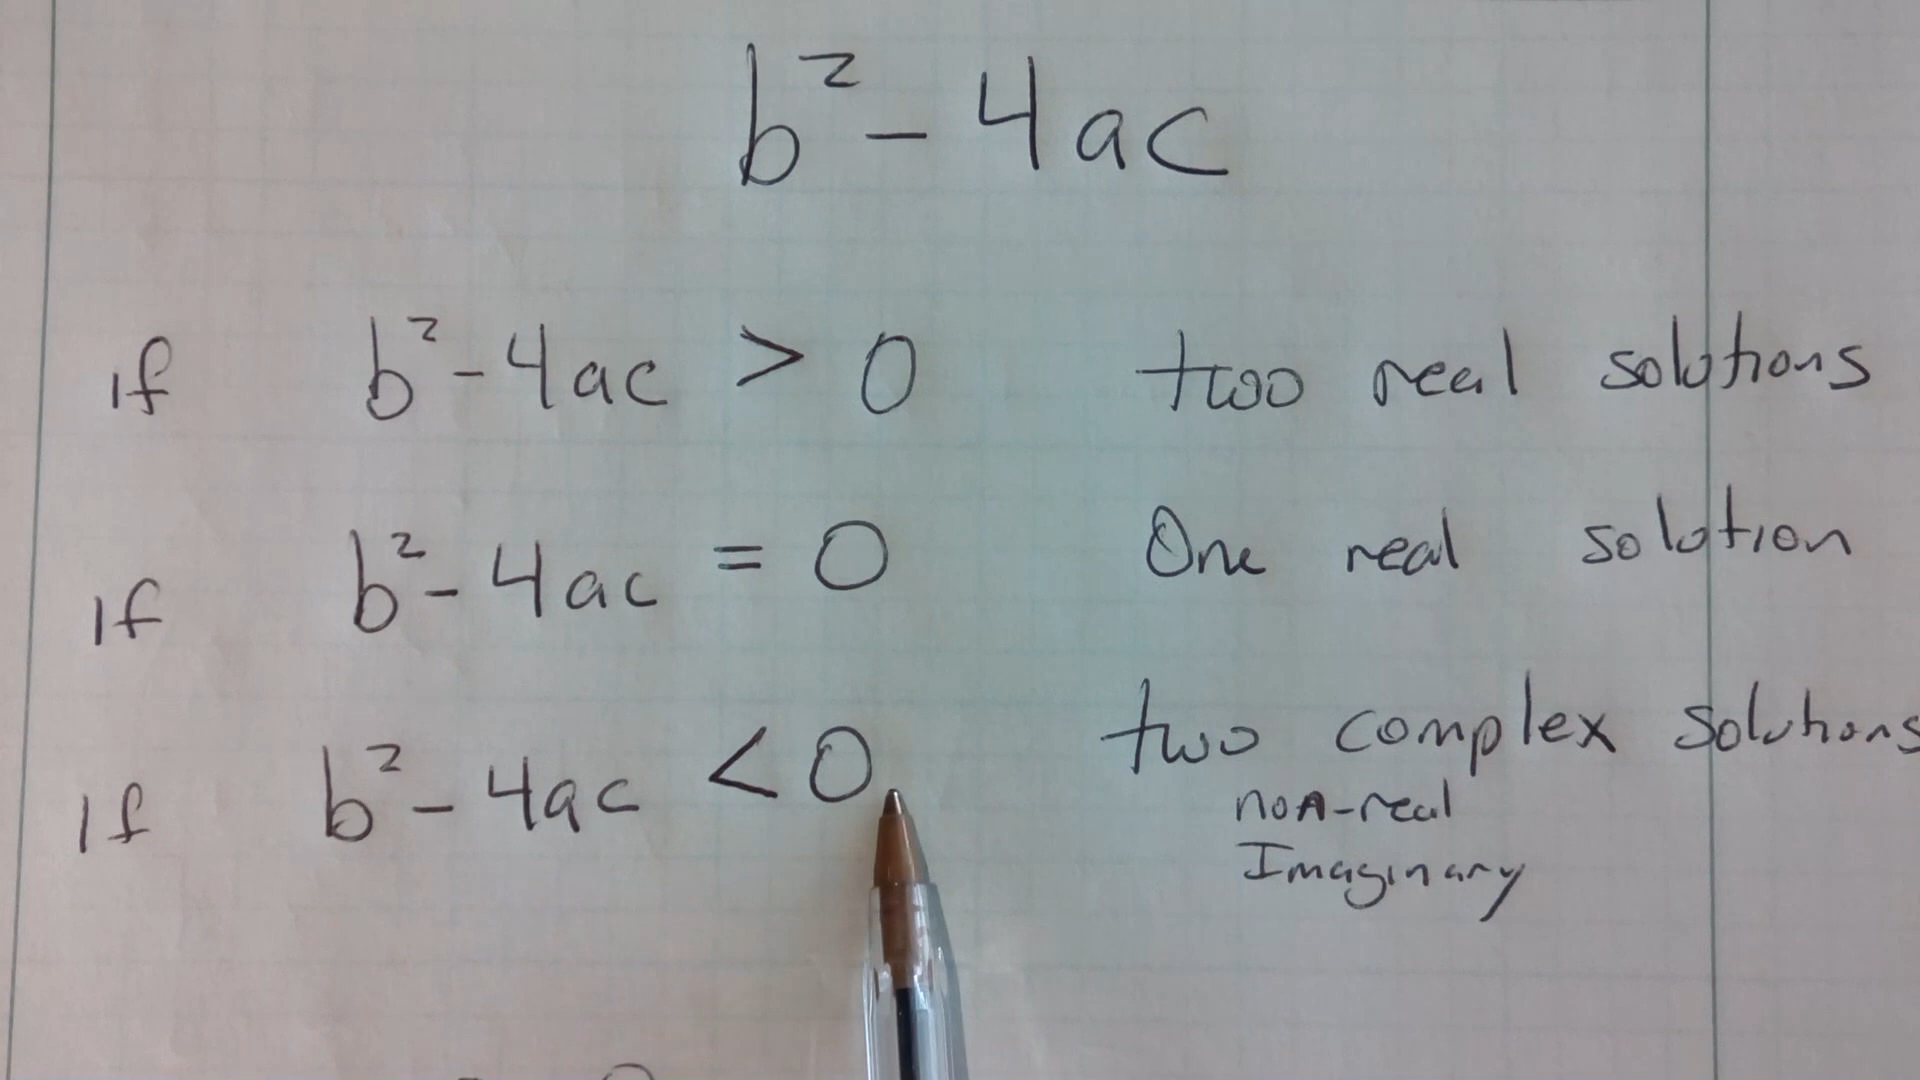 b² - 4ac
if b² - 4ac > 0 two real solutions
if b² - 4ac = 0 One real solution
if b² - 4ac < 0 two complex solutions
non-real
Imaginary